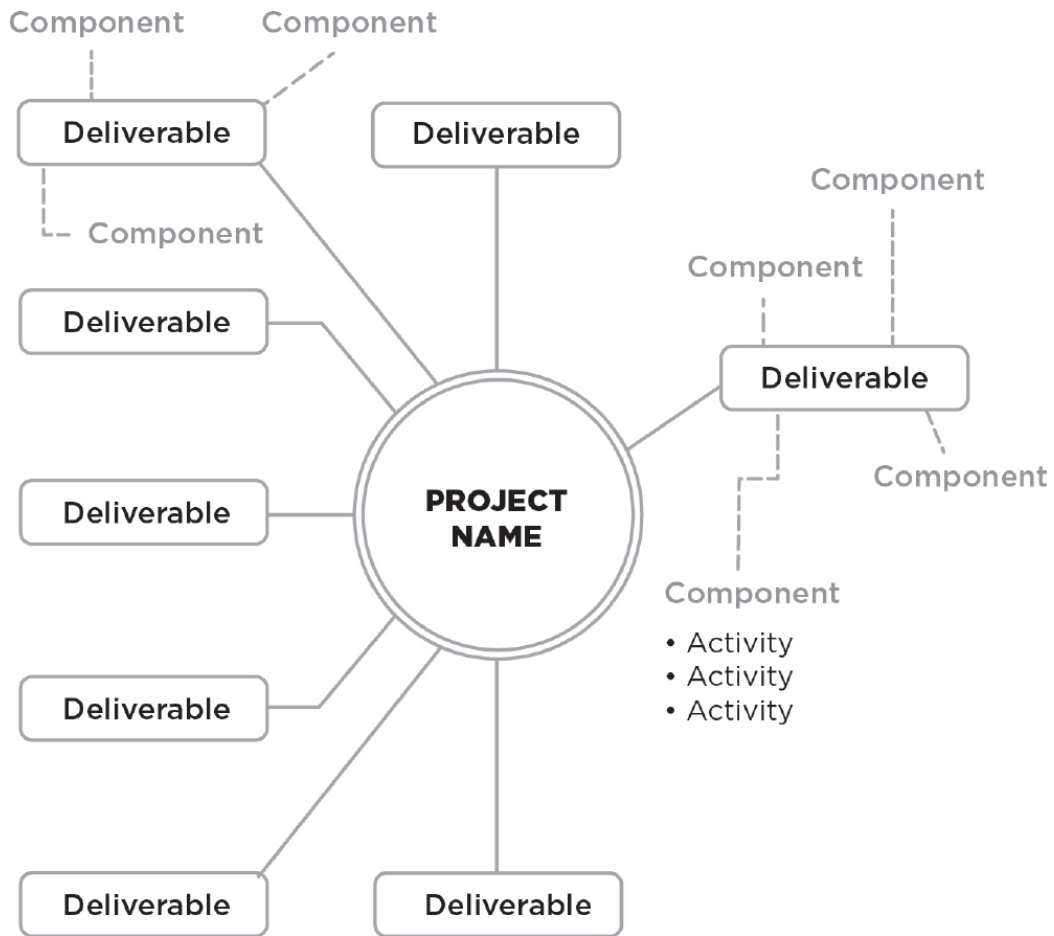 Component
Component
Deliverable
Deliverable
Component
Component
Deliverable
Component
Deliverable
Component
Deliverable
PROJECT
NAME
Component
• Activity
• Activity
• Activity
Deliverable
Deliverable
Deliverable